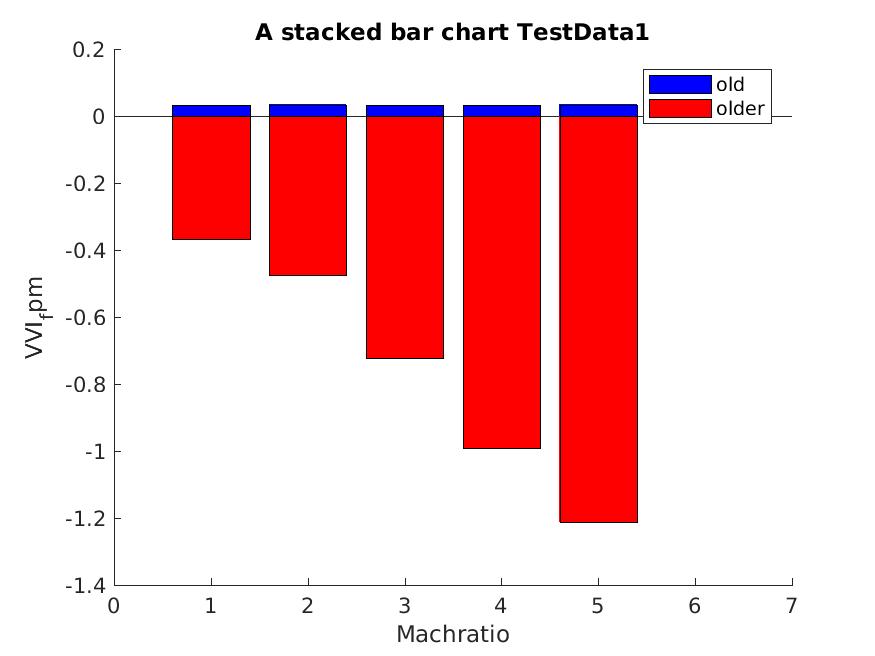 A stacked bar chart TestData1
old
older
0.2
0
-0.2
-0.4
-0.6
-0.8
-1
-1.2
-1.4
VVI_fpm
0 1 2 3 4 5 6 7
Machratio